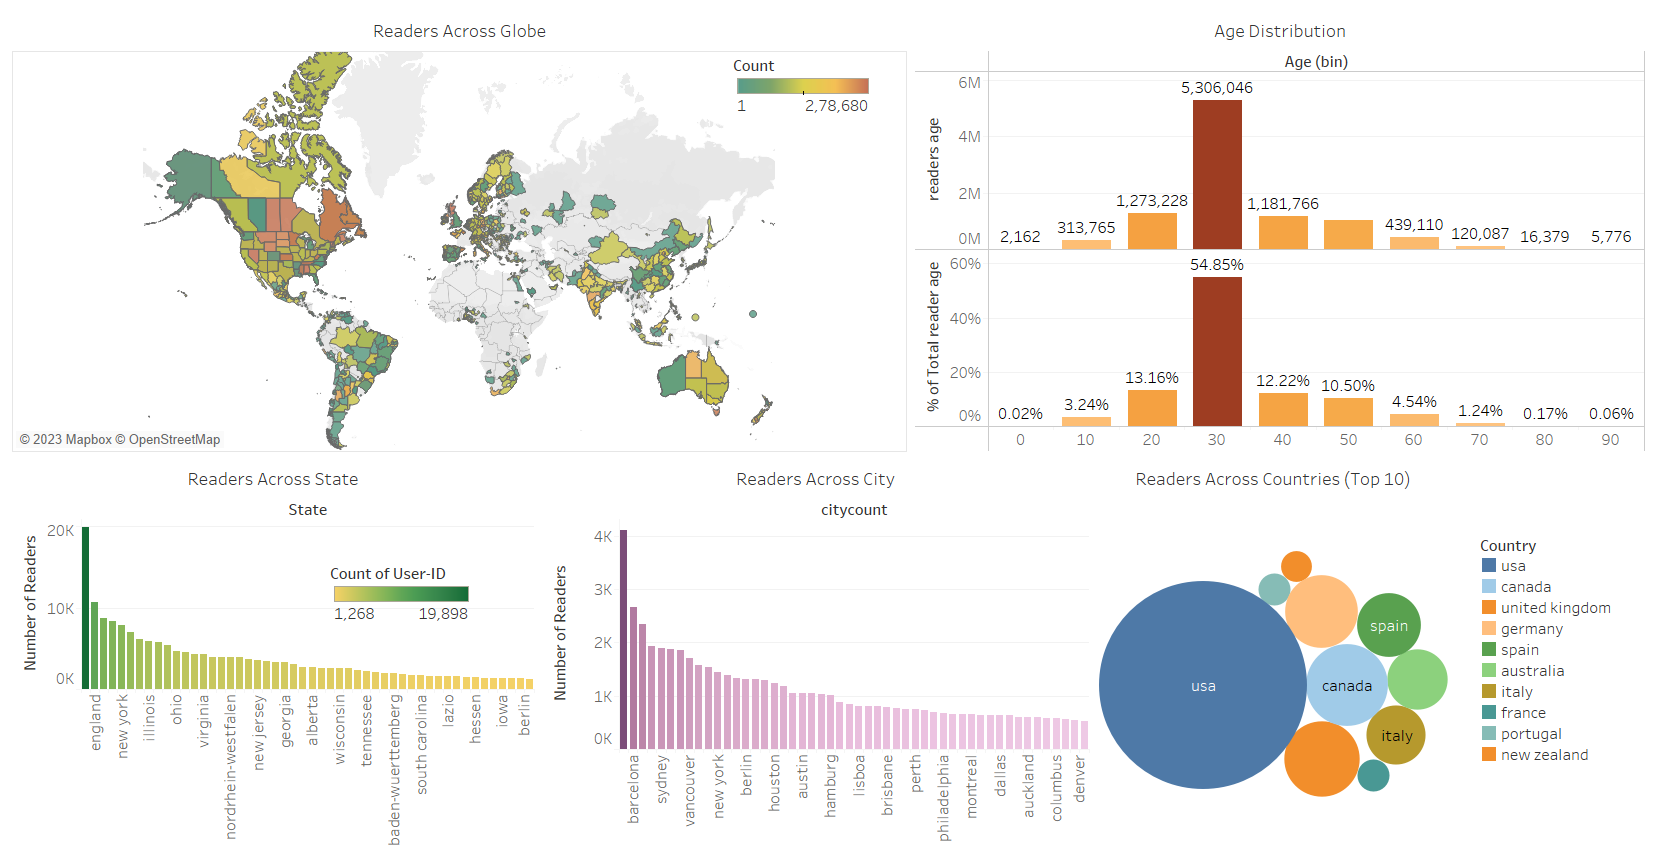 Readers Across Globe
Count
1
2,78,680
© 2023 Mapbox © OpenStreetMap
Age Distribution
Age (bin)
readers age
6M
4M
2M
0M
2,162
313,765
1,273,228
5,306,046
1,181,766
439,110
120,087
16,379
5,776
% of Total reader age
60%
40%
20%
0%
0.02%
3.24%
13.16%
54.85%
12.22%
10.50%
4.54%
1.24%
0.17%
0.06%
0 10 20 30 40 50 60 70 80 90
Readers Across State
State
Number of Readers
20K
10K
0K
Count of User-ID
1,268
19,898
england
new york
illinois
ohio
virginia
nordrhein-westfalen
new jersey
georgia
alberta
wisconsin
tennessee
baden-wuerttemberg
south carolina
lazio
hessen
iowa
berlin
Readers Across City
citycount
Number of Readers
4K
3K
2K
1K
0K
barcelona
sydney
vancouver
new york
berlin
houston
austin
hamburg
lisboa
brisbane
perth
philadelphia
montreal
dallas
auckland
columbus
denver
Readers Across Countries (Top 10)
usa
canada
spain
italy
Country
usa
canada
united kingdom
germany
spain
australia
italy
france
portugal
new zealand